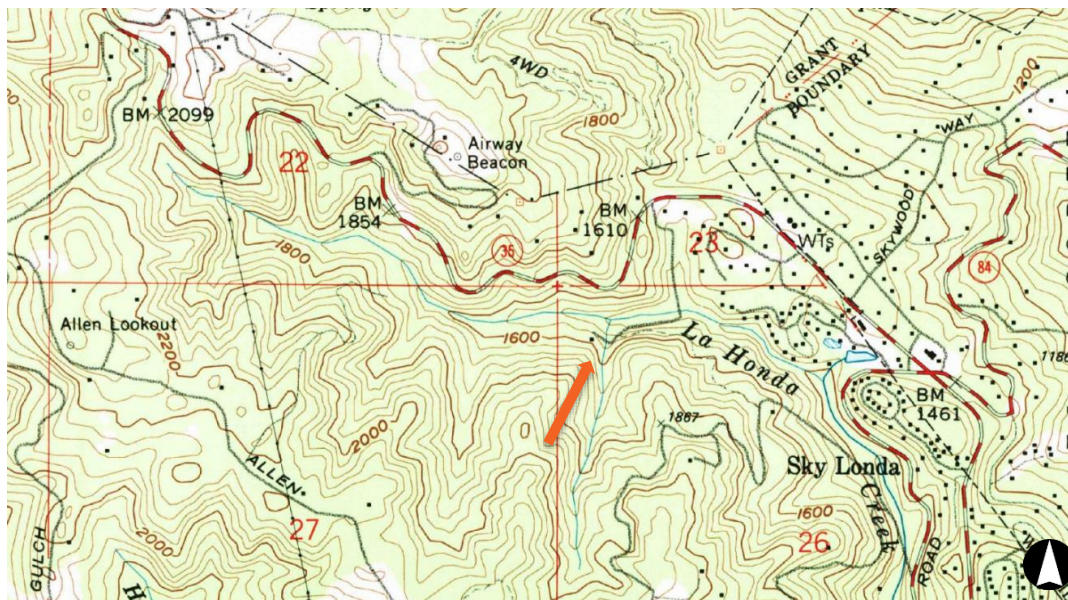 4WD
1800
GRANT
BOUNDARY
1200
BM 2099
Airway
Beacon
WAY
22
BM
1854
BM
1610
23
WTs
SKYWOOD
35
84
1800
Allen Lookout
2200
1600
La Honda
Creek
BM
1461
1867
2000
Sky Londa
ALLEN
1600
27
26
2000
GULCH
ROAD
H